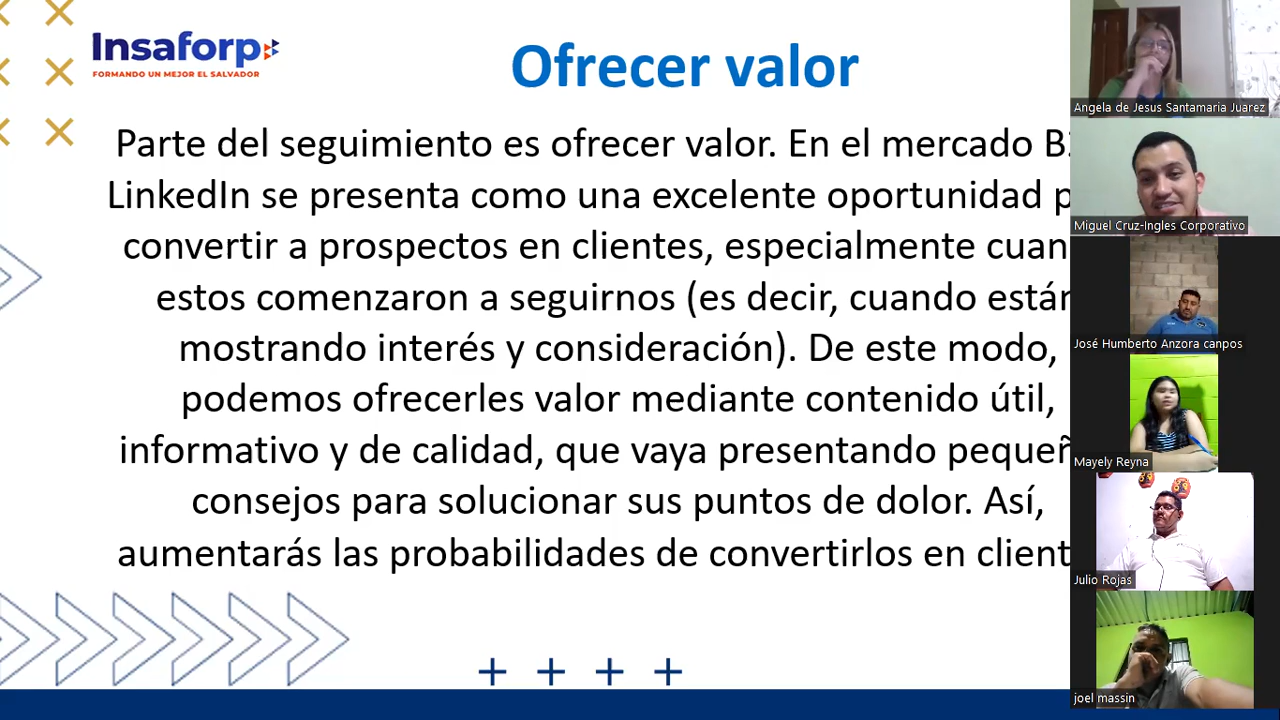 Insaforp
FORMANDO UN MEJOR EL SALVADOR
Ofrecer valor
Parte del seguimiento es ofrecer valor. En el mercado
LinkedIn se presenta como una excelente oportunidad
convertir a prospectos en clientes, especialmente
estos comenzaron a seguirnos (es decir, cuando están
mostrando interés y consideración). De este modo,
podemos ofrecerles valor mediante contenido útil,
informativo y de calidad, que vaya presentando
consejos para solucionar sus puntos de dolor. Así,
aumentarás las probabilidades de convertirlos en
Angela de Jesus Santamaria Juarez
Miguel Cruz-Ingles Corporativo
José Humberto Anzora canpos
Mayely Reyna
Julio Rojas
joel massin